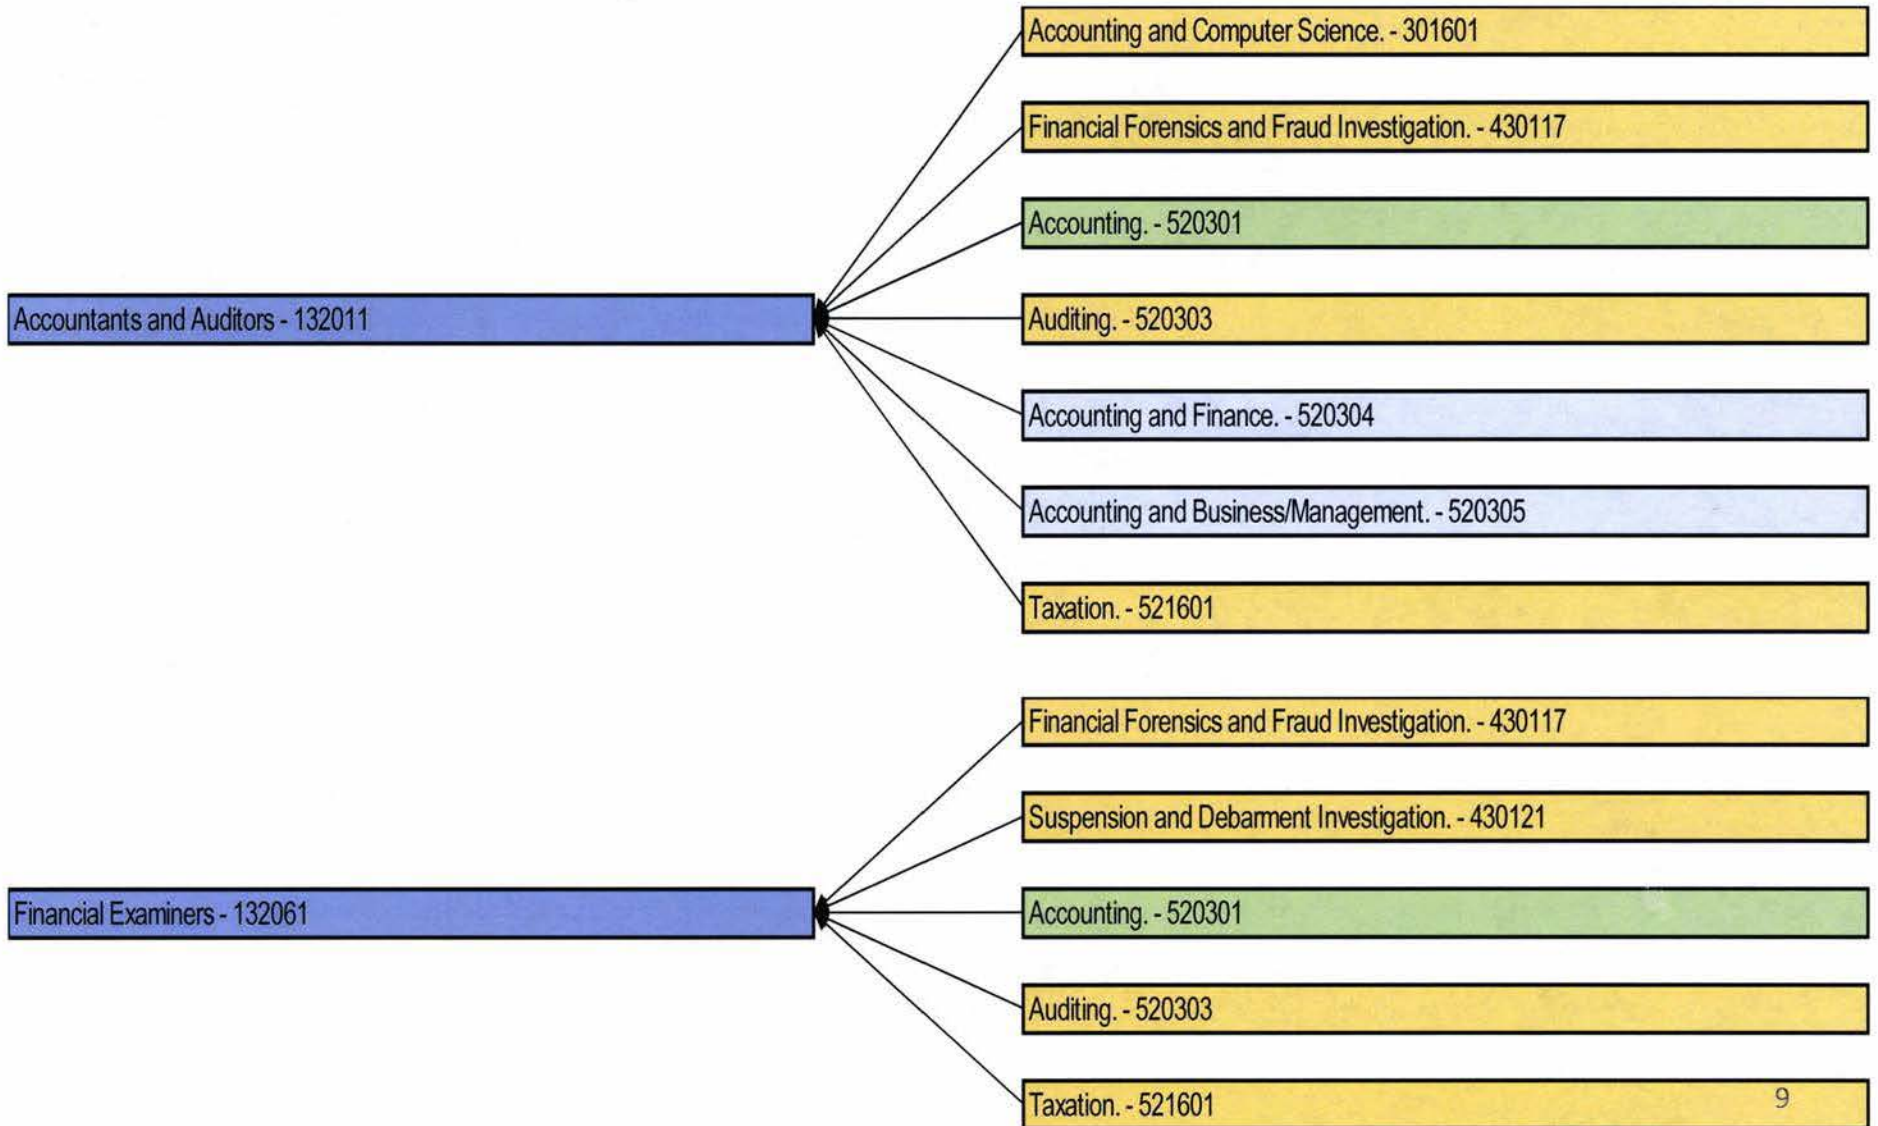 Accounting and Computer Science. - 301601
Financial Forensics and Fraud Investigation. - 430117
Accounting. - 520301
Accountants and Auditors - 132011
Auditing. - 520303
Accounting and Finance. - 520304
Accounting and Business/Management. - 520305
Taxation. - 521601
Financial Forensics and Fraud Investigation. - 430117
Suspension and Debarment Investigation. - 430121
Financial Examiners - 132061
Accounting. - 520301
Auditing. - 520303
Taxation. - 521601
9